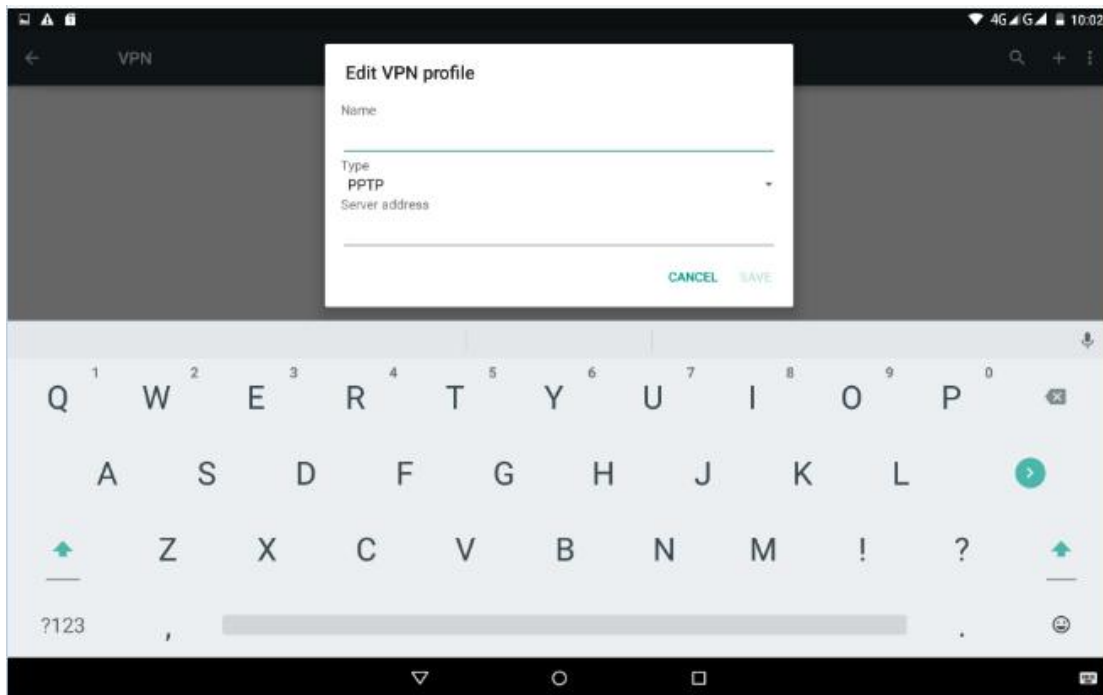 4G G 10:02
VPN
Edit VPN profile
Name
Type
PPTP
Server address
CANCEL SAVE
1 2 3 4 5 6 7 8 9 0
Q W E R T Y U I O P
A S D F G H J K L
Z X C V B N M ! ?
?123 , .